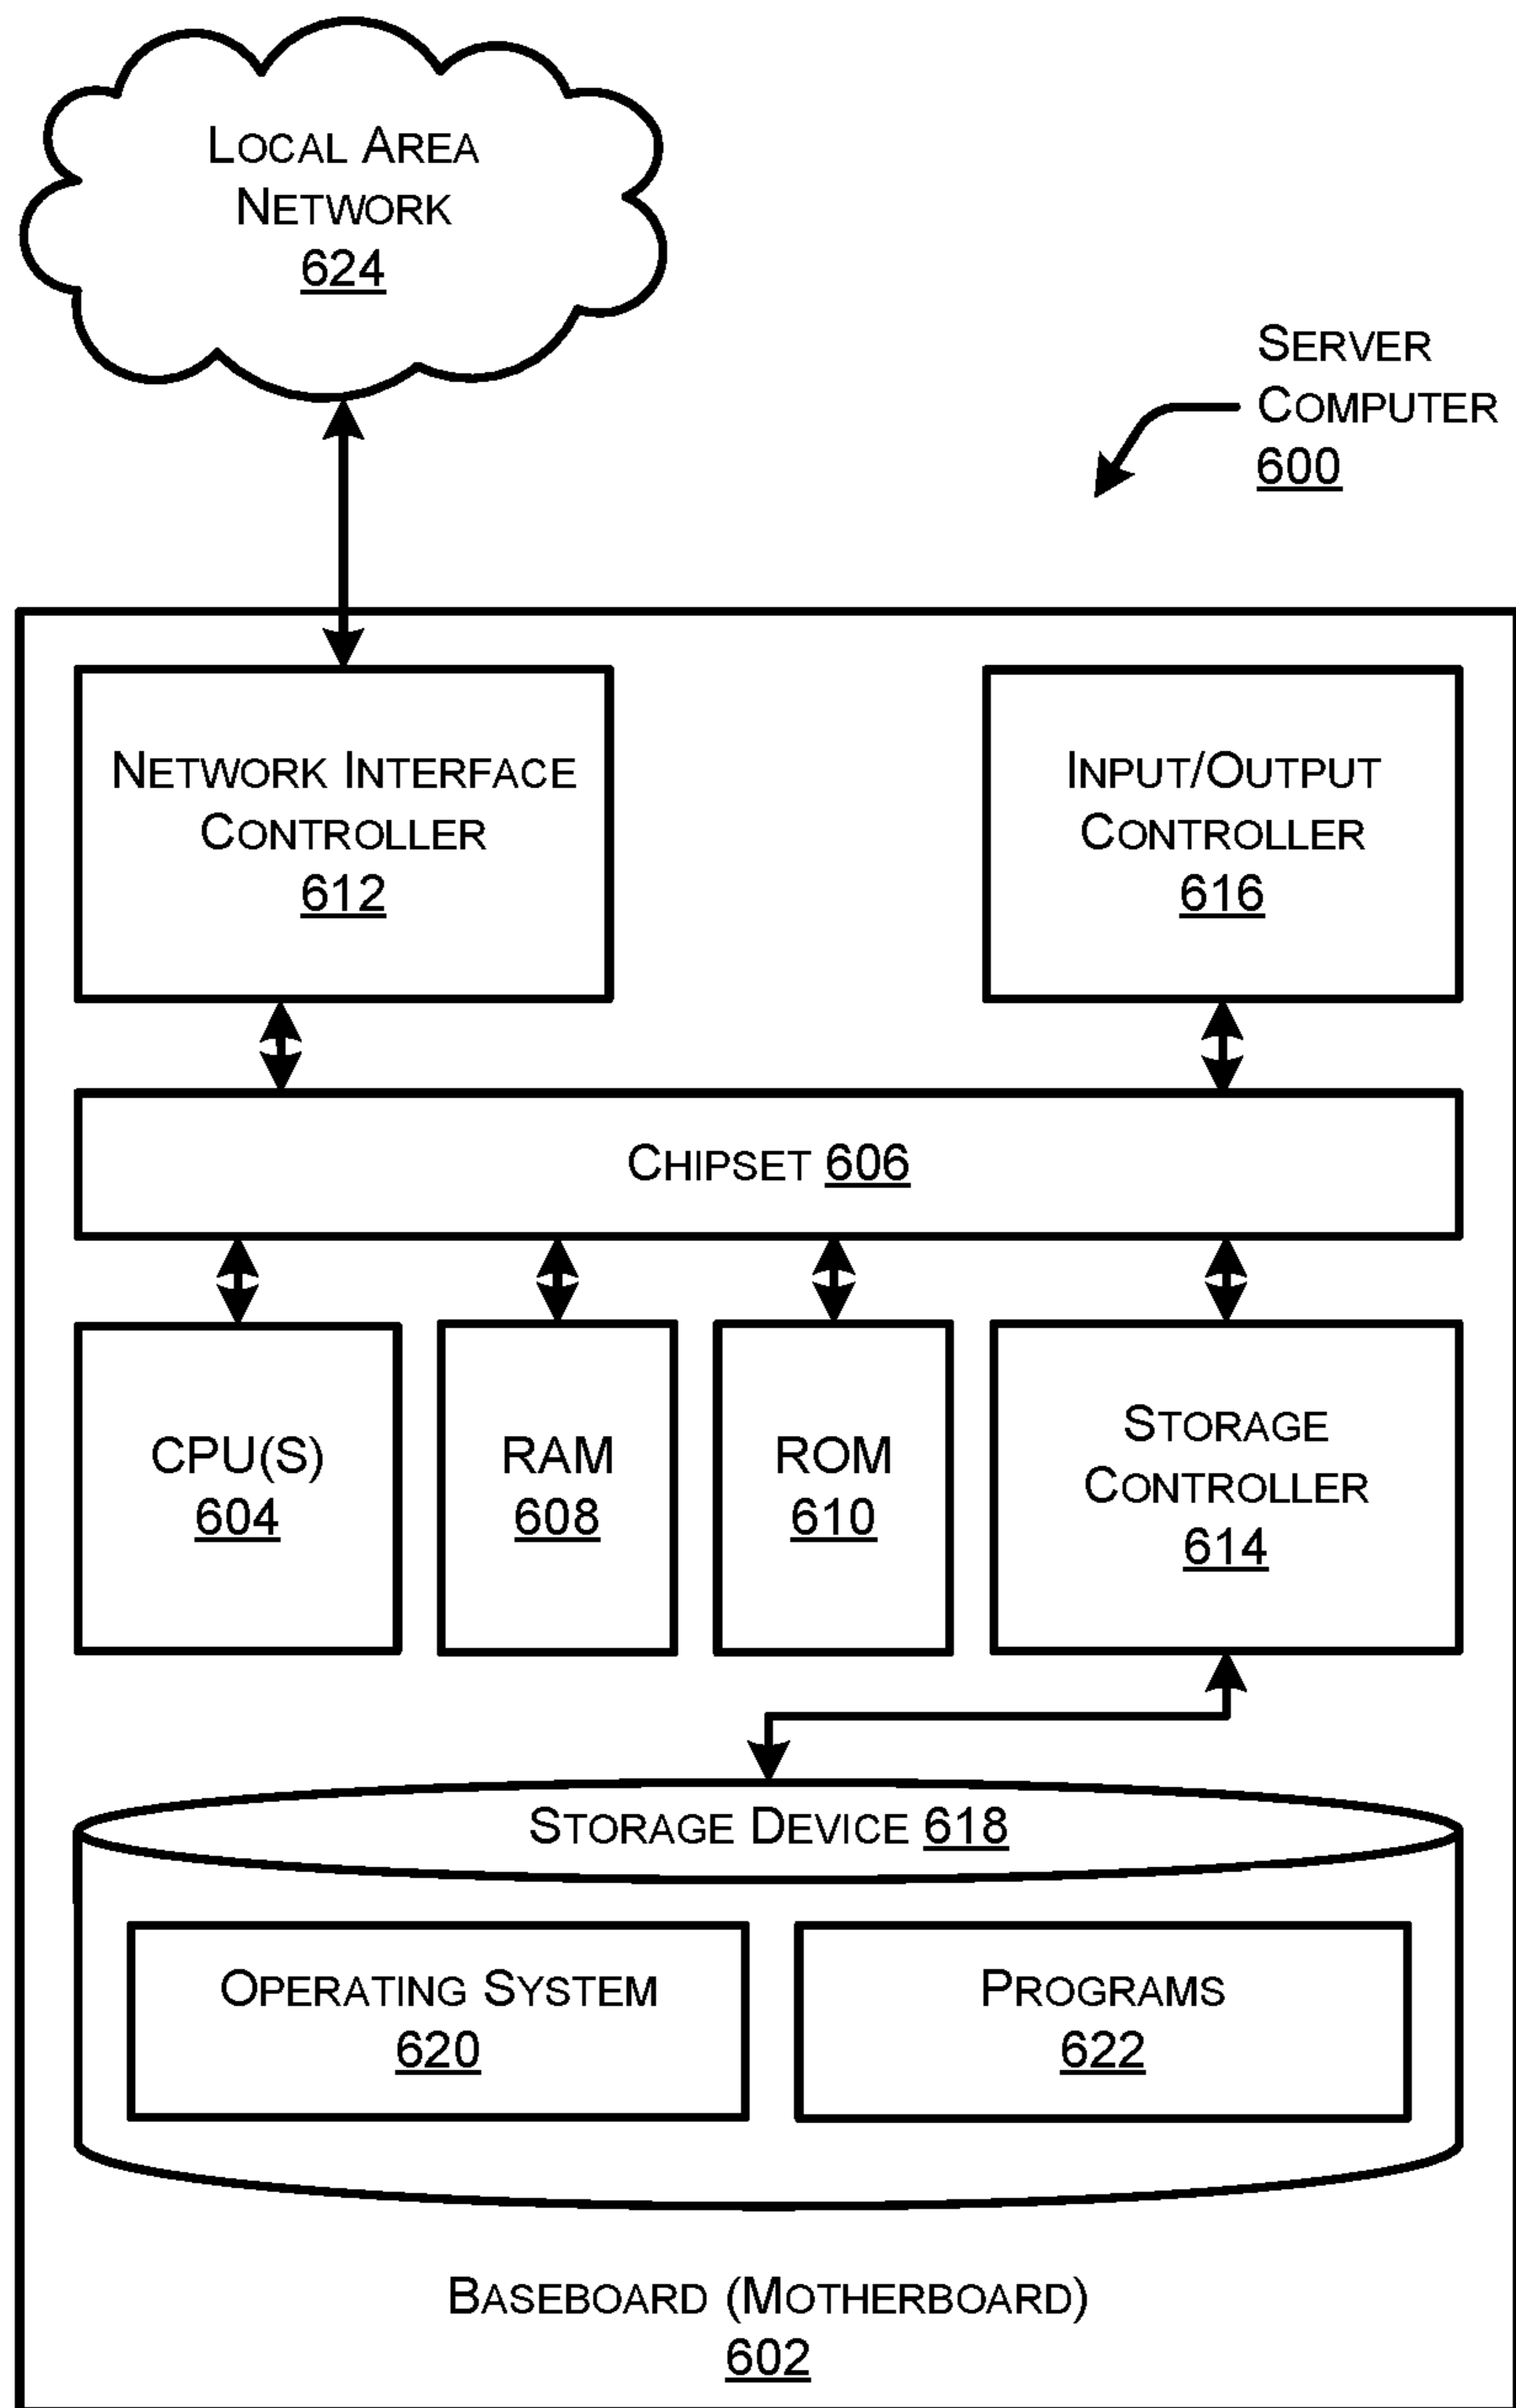 LOCAL AREA
NETWORK
624
SERVER
COMPUTER
600
NETWORK INTERFACE
CONTROLLER
612
INPUT/OUTPUT
CONTROLLER
616
CHIPSET 606
CPU(S)
604
RAM
608
ROM
610
STORAGE
CONTROLLER
614
STORAGE DEVICE 618
OPERATING SYSTEM
620
PROGRAMS
622
BASEBOARD (MOTHERBOARD)
602